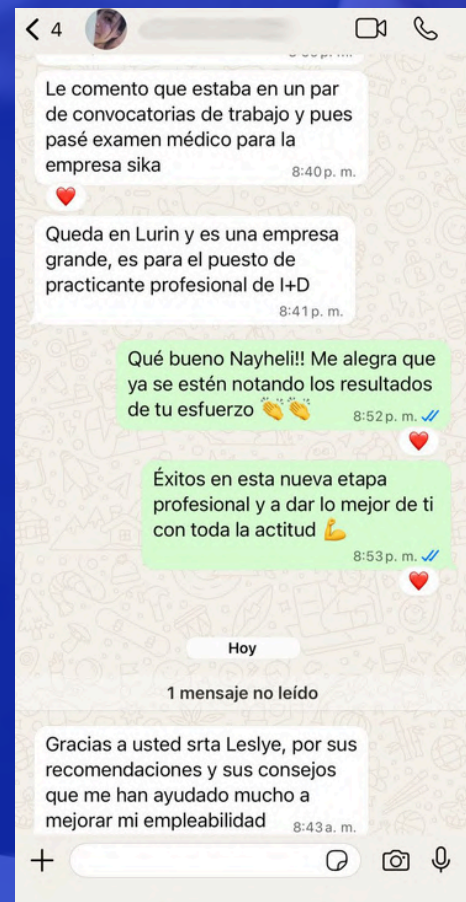 4
Le comento que estaba en un par
de convocatorias de trabajo y pues
pasé examen médico para la
empresa sika
8:40 p. m.
Queda en Lurin y es una empresa
grande, es para el puesto de
practicante profesional de I+D
8:41 p. m.
Qué bueno Nayheli!! Me alegra que
ya se estén notando los resultados
de tu esfuerzo 👏👏
8:52 p. m.
Éxitos en esta nueva etapa
profesional y a dar lo mejor de ti
con toda la actitud 💪
8:53 p. m.
Hoy
1 mensaje no leído
Gracias a usted srta Leslye, por sus
recomendaciones y sus consejos
que me han ayudado mucho a
mejorar mi empleabilidad
8:43 a. m.